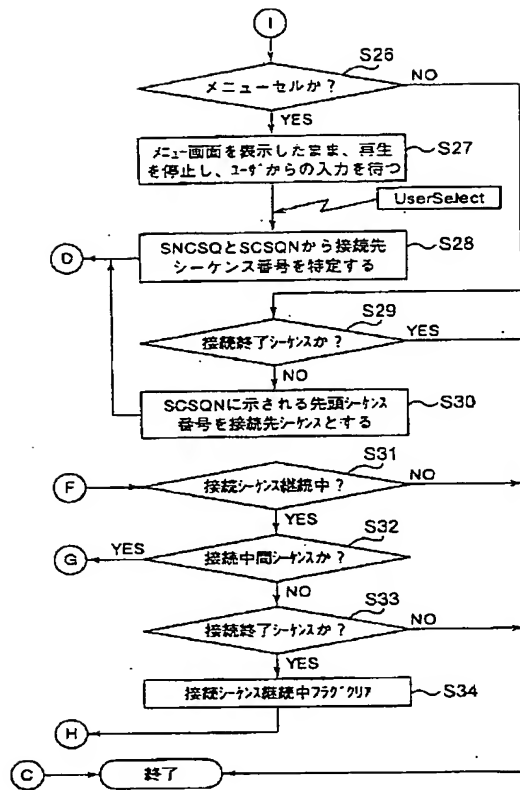 I
S26
メニューセルか?
NO
YES
メニュー画面を表示したまま、再生
を停止し、ユーザからの入力を待つ
S27
UserSelect
D
SNCSQとSCSQNから接続先
シーケンス番号を特定する
S28
S29
接続終了シーケンスか?
YES
NO
SCSQNに示される先頭シーケンス
番号を接続先シーケンスとする
S30
S31
F
接続シーケンス継続中?
NO
YES
S32
G
YES
接続中間シーケンスか?
NO
S33
接続終了シーケンスか?
NO
YES
接続シーケンス継続中フラグクリア
S34
H
C
終了